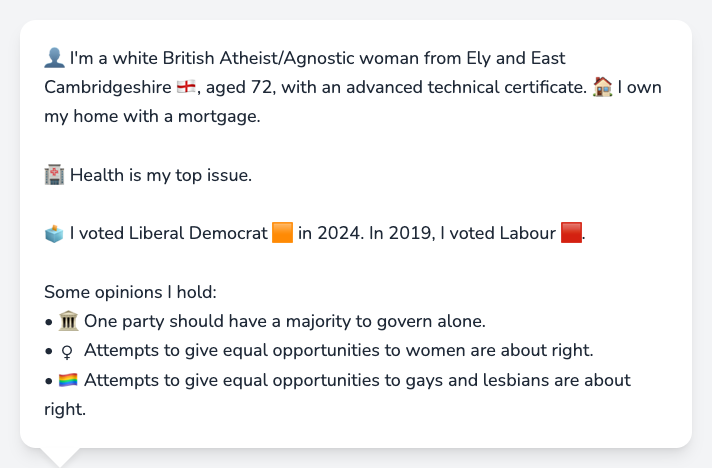 👤 I'm a white British Atheist/Agnostic woman from Ely and East
Cambridgeshire 🏴󠁧󠁢󠁥󠁮󠁧󠁿, aged 72, with an advanced technical certificate. 🏠 I own
my home with a mortgage.
🏥 Health is my top issue.
🗳️ I voted Liberal Democrat 🟧 in 2024. In 2019, I voted Labour 🟥.
Some opinions I hold:
• 🏛️ One party should have a majority to govern alone.
• ♀ Attempts to give equal opportunities to women are about right.
• 🏳️‍🌈 Attempts to give equal opportunities to gays and lesbians are about
right.